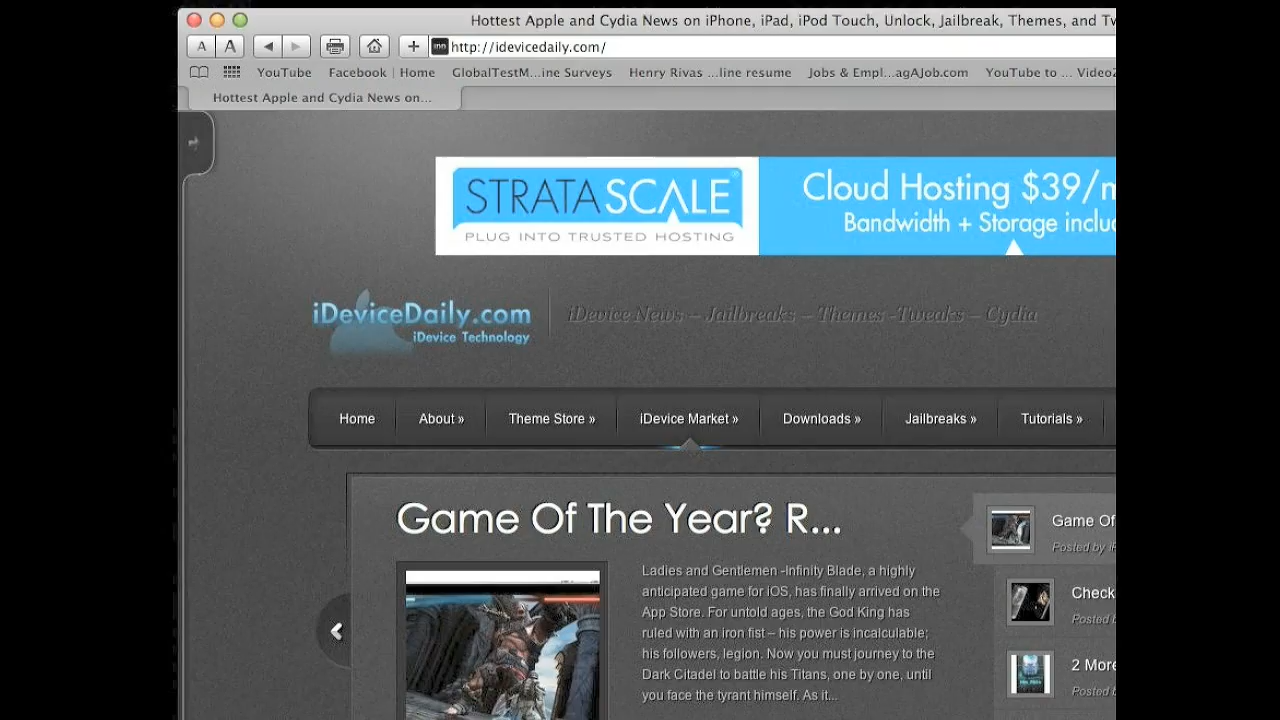 Hottest Apple and Cydia News on iPhone, iPad, iPod Touch, Unlock, Jailbreak, Themes, and Tw
A A http://idevicedaily.com/
YouTube Facebook | Home GlobalTestM...ine Surveys Henry Rivas ...line resume Jobs & Empl...agAJob.com YouTube to ... VideoZ
Hottest Apple and Cydia News on...
STRATASCALE
PLUG INTO TRUSTED HOSTING
Cloud Hosting $39/m
Bandwidth + Storage inclu
iDeviceDaily.com
iDevice Technology
iDevice News – Jailbreaks – Themes -Tweaks – Cydia
Home About » Theme Store » iDevice Market » Downloads » Jailbreaks » Tutorials »
Game Of The Year? R...
Ladies and Gentlemen -Infinity Blade, a highly
anticipated game for iOS, has finally arrived on the
App Store. For untold ages, the God King has
ruled with an iron fist – his power is incalculable;
his followers, legion. Now you must journey to the
Dark Citadel to battle his Titans, one by one, until
you face the tyrant himself. As it...
Game Of
Posted by iF
Check
Posted b
2 More
Posted b